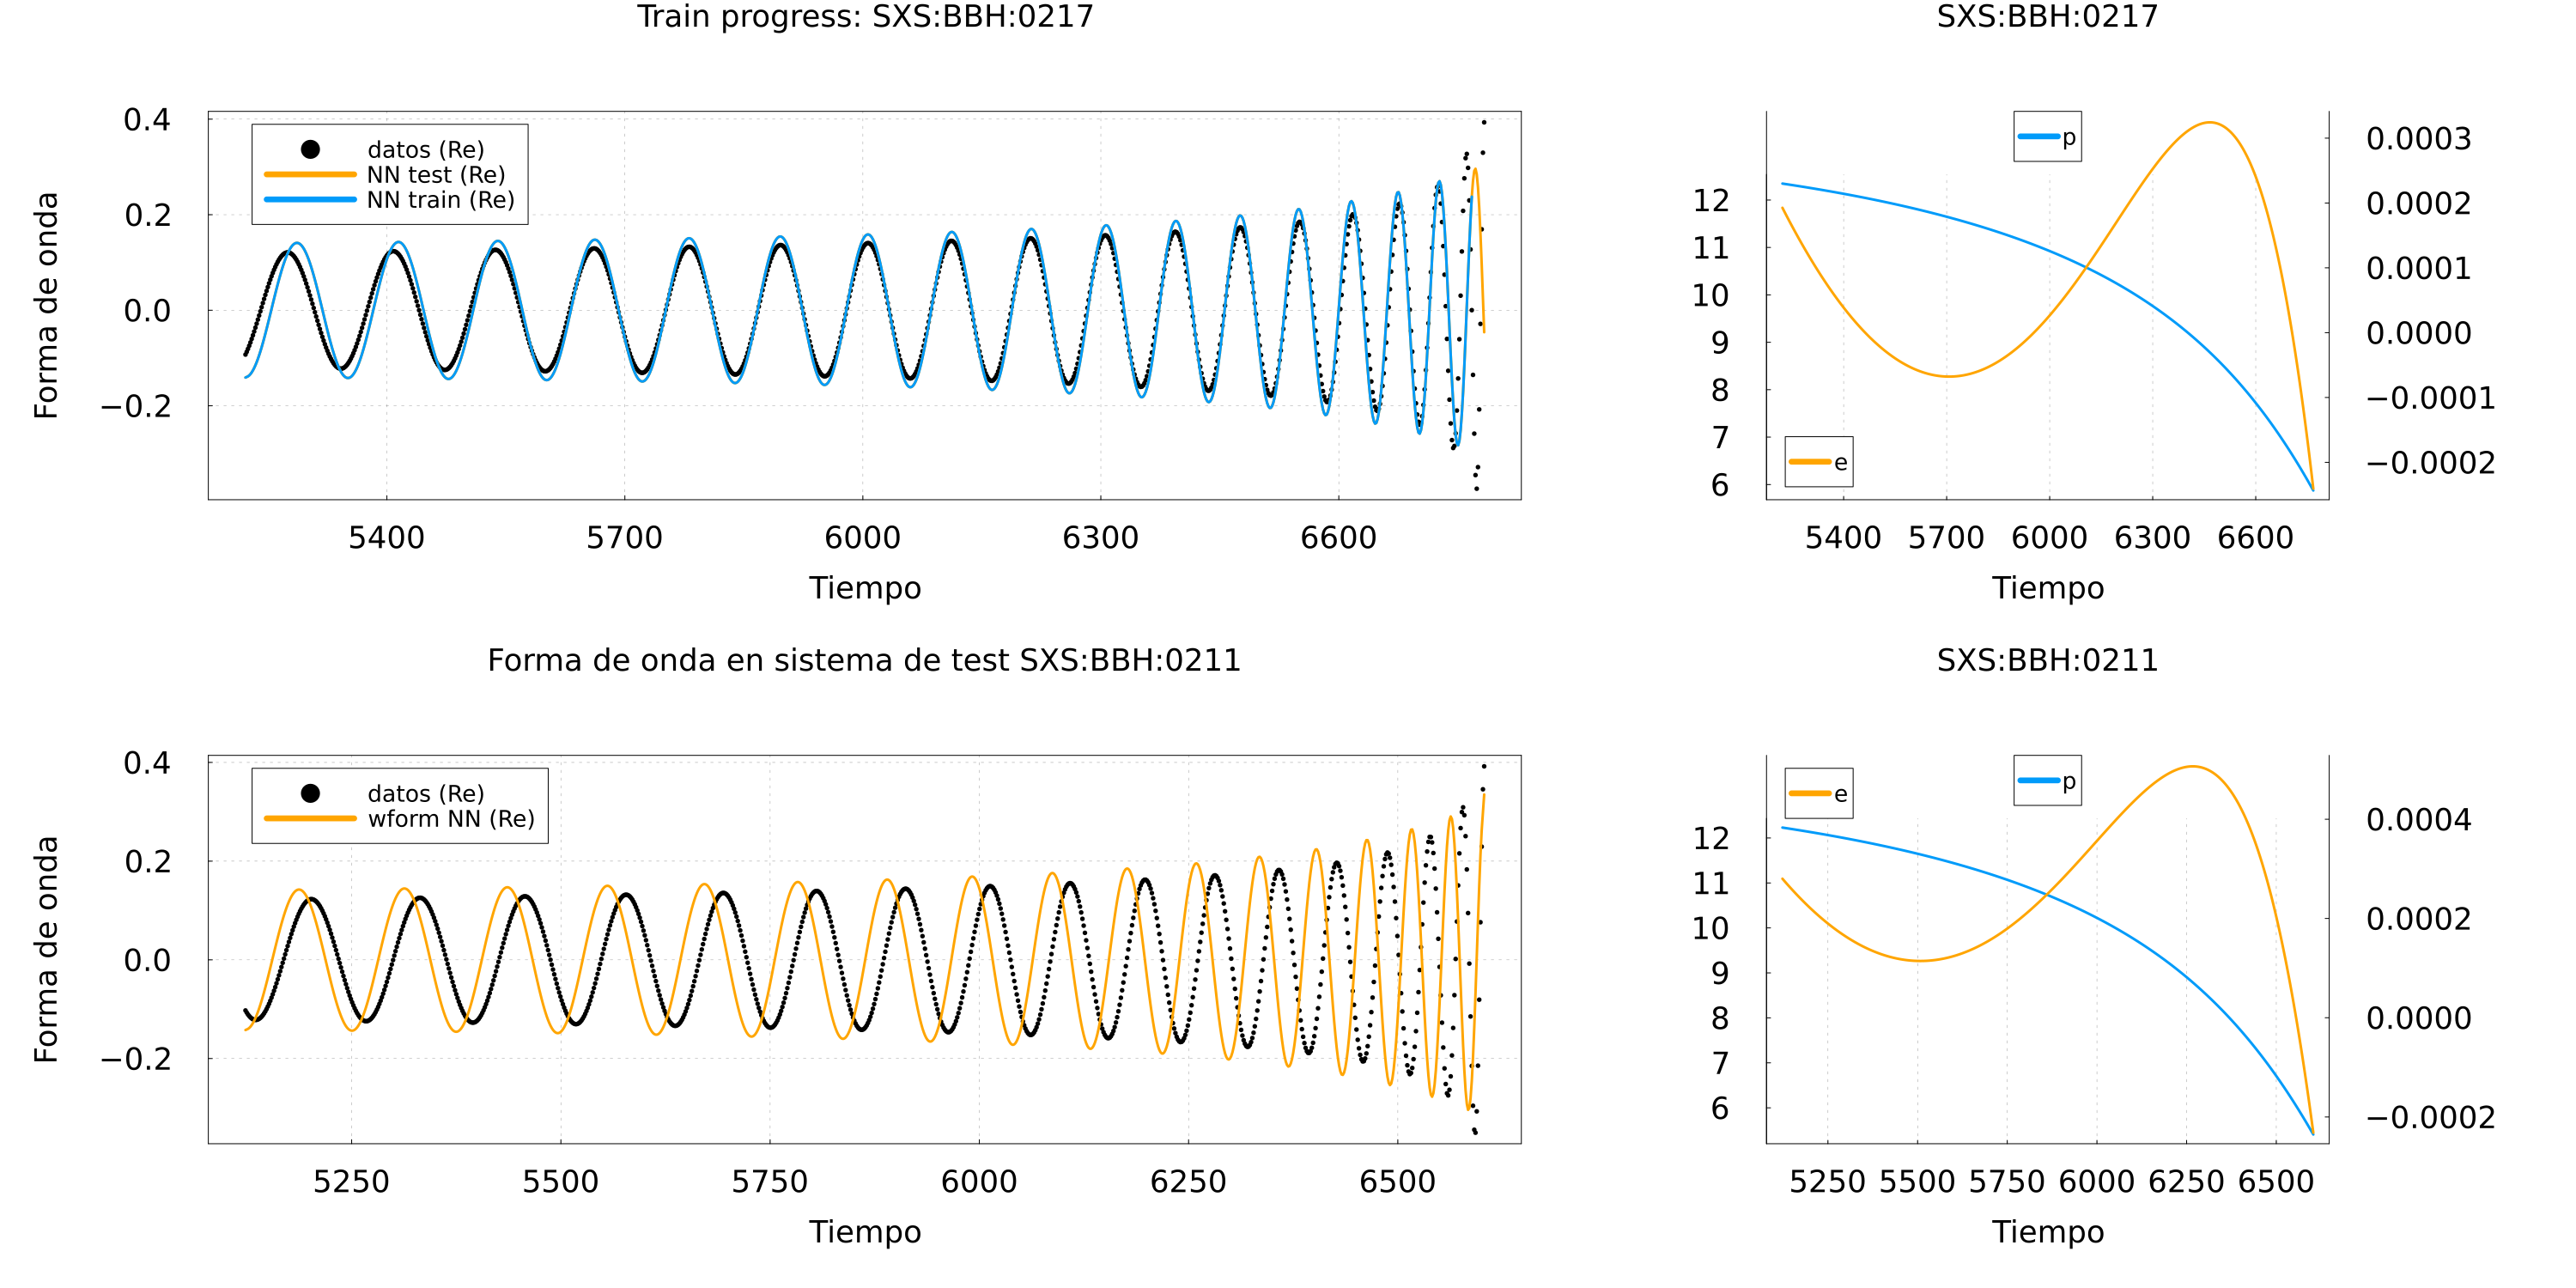 Train progress: SXS:BBH:0217
0.4
0.2
0.0
−0.2
Forma de onda
datos (Re)
NN test (Re)
NN train (Re)
5400 5700 6000 6300 6600
Tiempo
SXS:BBH:0217
12
11
10
9
8
7
6
p
e
0.0003
0.0002
0.0001
0.0000
−0.0001
−0.0002
5400 5700 6000 6300 6600
Tiempo
Forma de onda en sistema de test SXS:BBH:0211
0.4
0.2
0.0
−0.2
Forma de onda
datos (Re)
wform NN (Re)
5250 5500 5750 6000 6250 6500
Tiempo
SXS:BBH:0211
12
11
10
9
8
7
6
e
p
0.0004
0.0002
0.0000
−0.0002
5250 5500 5750 6000 6250 6500
Tiempo